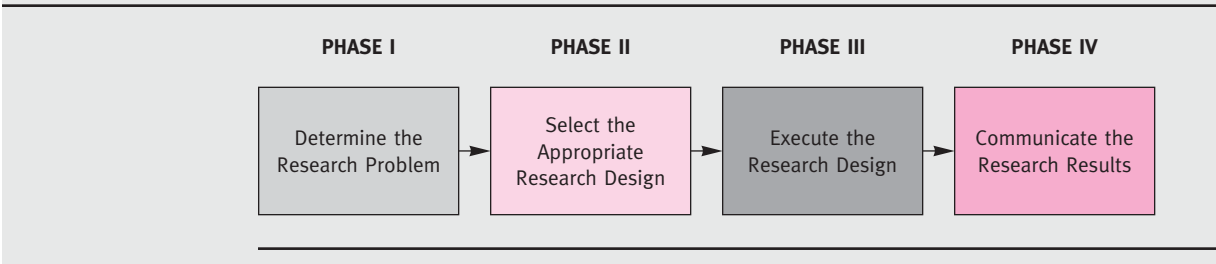 PHASE I
PHASE II
PHASE III
PHASE IV
Determine the
Research Problem
Select the
Appropriate
Research Design
Execute the
Research Design
Communicate the
Research Results